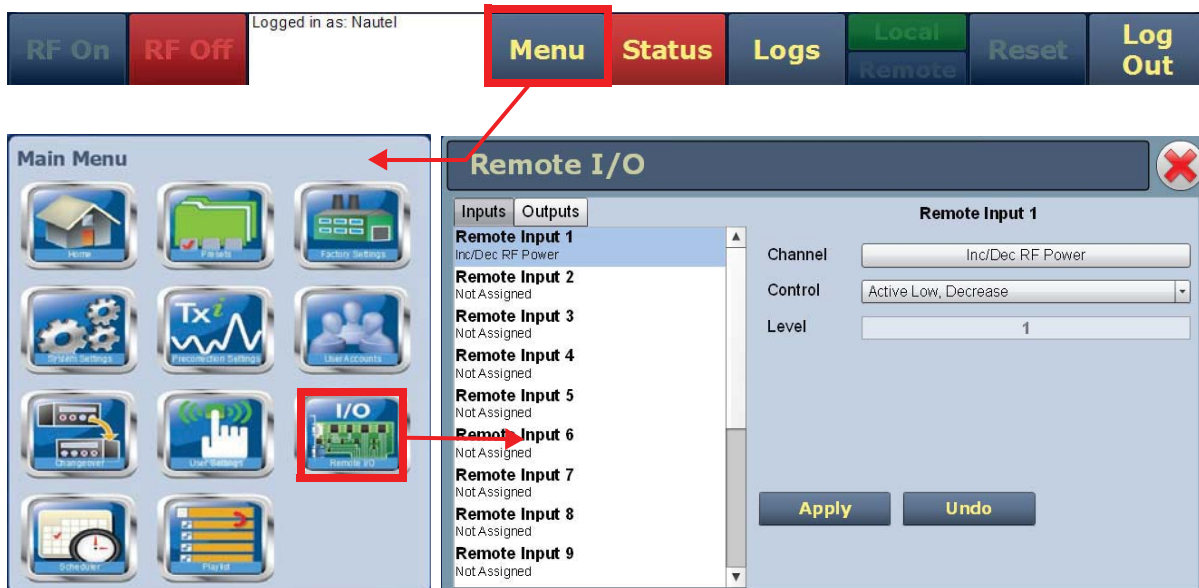 RF On
RF Off
Logged in as: Nautel
Menu
Status
Logs
Local
Remote
Reset
Log
Out
Main Menu
Home
Presets
Factory Settings
System Settings
Tx i
Precorrection Settings
User Accounts
Changeover
User Settings
I/O
Remote I/O
Scheduler
Playlist
Remote I/O
Inputs
Outputs
Remote Input 1
Inc/Dec RF Power
Remote Input 2
Not Assigned
Remote Input 3
Not Assigned
Remote Input 4
Not Assigned
Remote Input 5
Not Assigned
Remote Input 6
Not Assigned
Remote Input 7
Not Assigned
Remote Input 8
Not Assigned
Remote Input 9
Not Assigned
Remote Input 1
Channel
Inc/Dec RF Power
Control
Active Low, Decrease
Level
1
Apply
Undo